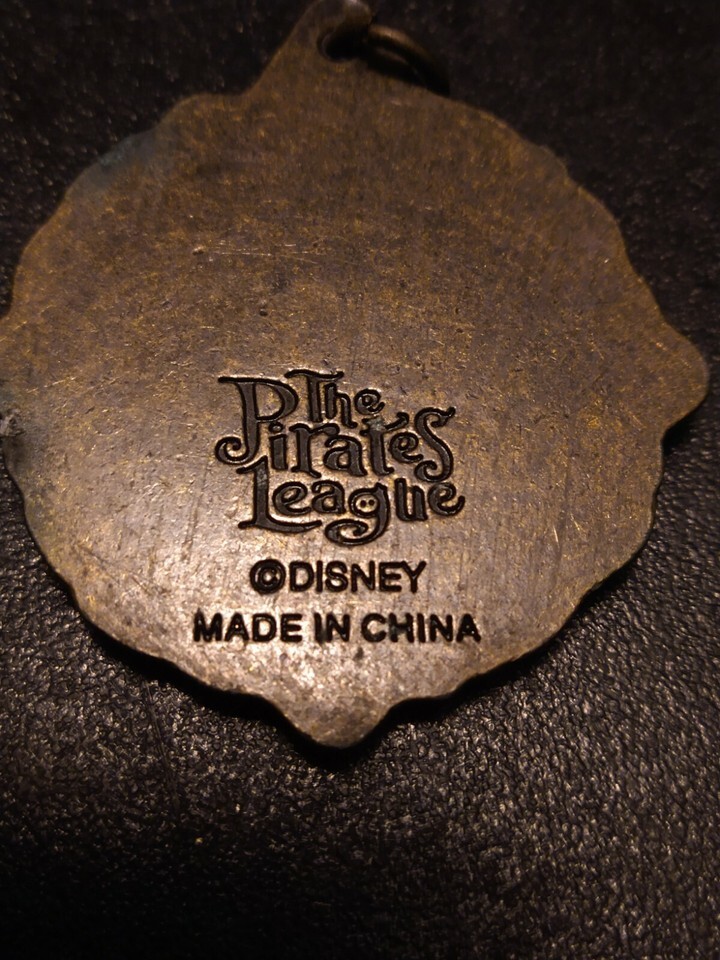 The
Pirates
League
©DISNEY
MADE IN CHINA